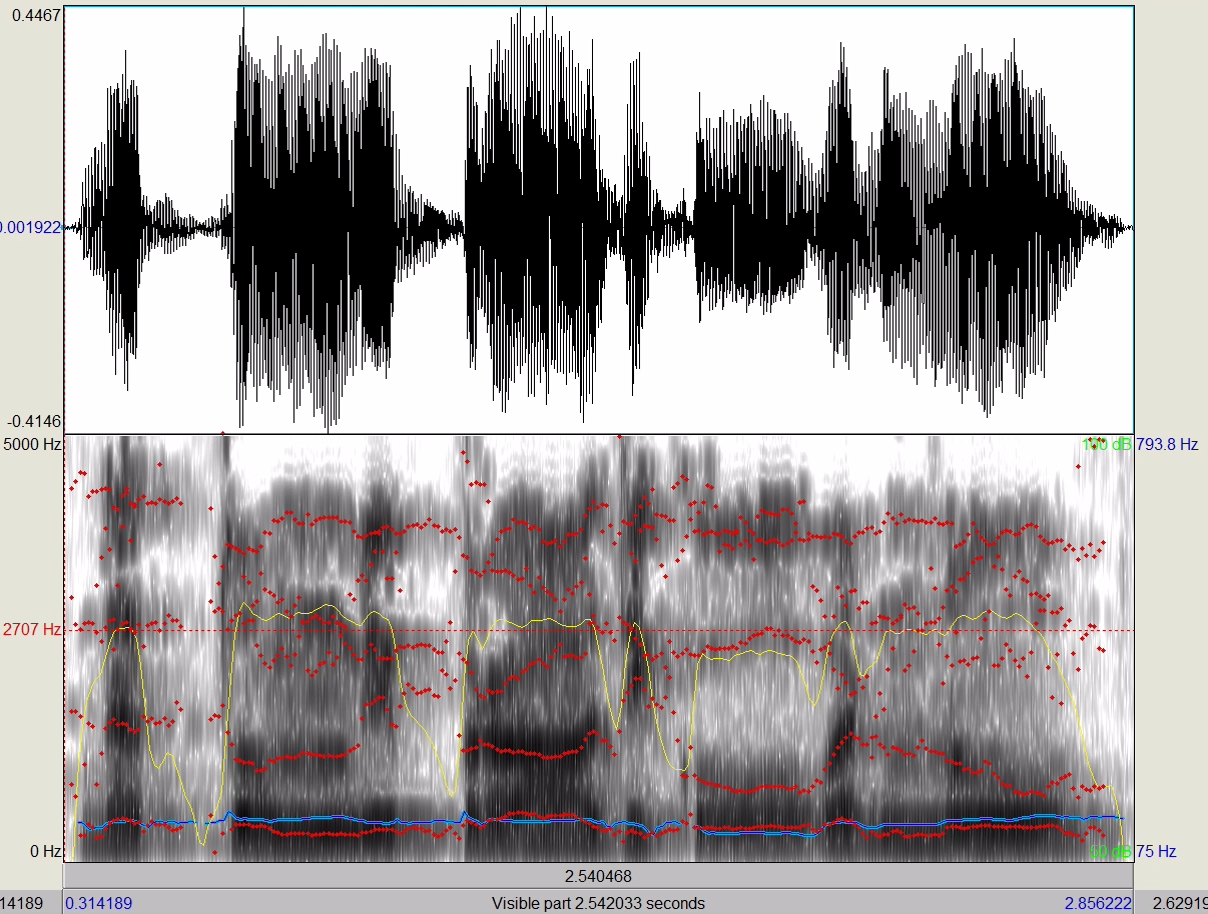 0.4467
0.001922
-0.4146
5000 Hz
100 dB
793.8 Hz
2707 Hz
0 Hz
50 dB
75 Hz
2.540468
14189
0.314189
Visible part 2.542033 seconds
2.856222
2.62919